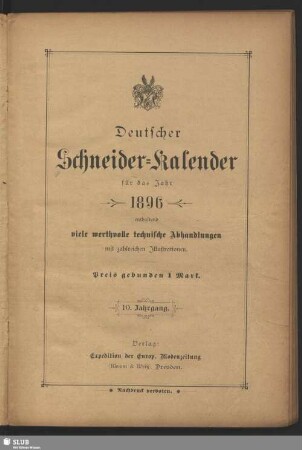 Deutscher
Schneider-Kalender
für das Jahr
1896
enthaltend
viele werthvolle technische Abhandlungen
mit zahlreichen Illustrationen.
Preis gebunden 1 Mark.
10. Jahrgang.
Verlag:
Expedition der Europ. Modenzeitung
Dresden.
Nachdruck verboten.
SLUB